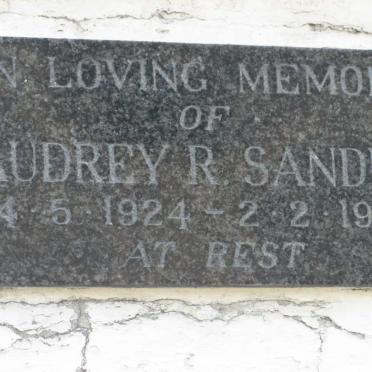 N LOVING MEMO
OF
AUDREY R. SAND
4 5 1924 - 2 2 19
AT REST